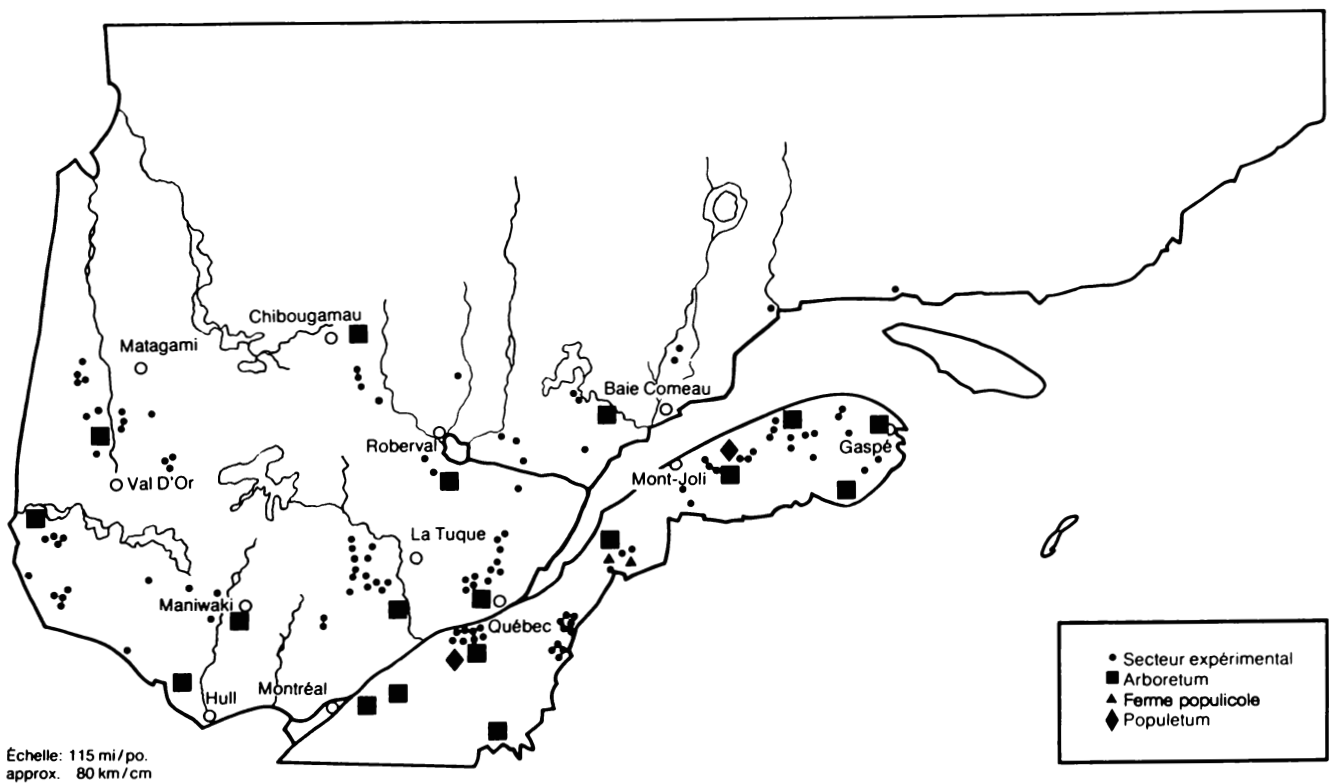 Chibougamau
Matagami
Baie Comeau
Roberval
Gaspé
Mont-Joli
Val D'Or
La Tuque
Maniwaki
Québec
Montréal
Hull
Secteur expérimental
Arboretum
Ferme populicole
Populetum
Échelle: 115 mi/po.
approx. 80 km/cm